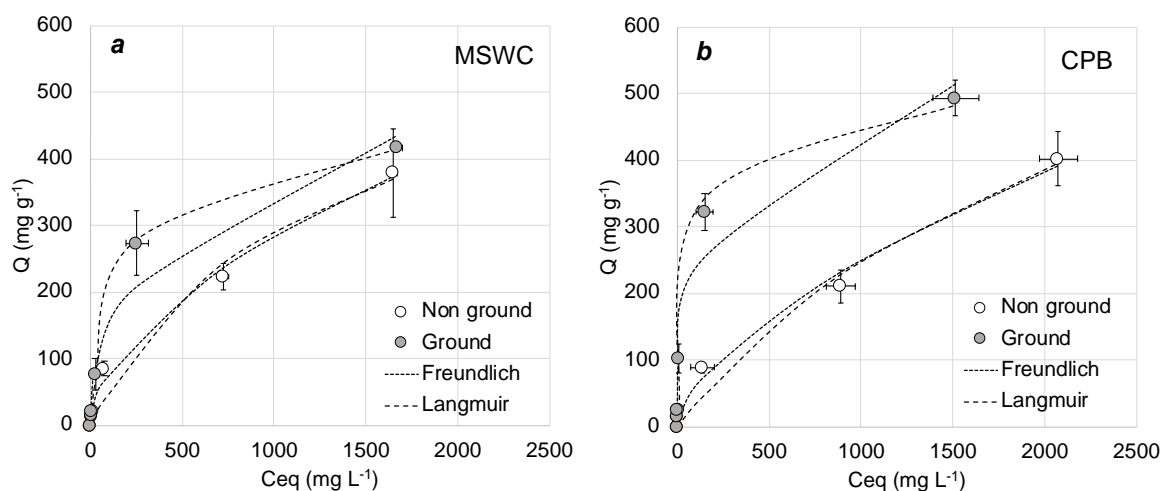 a
MSWC
600
500
400
300
200
100
0
Q (mg g⁻¹)
Non ground
Ground
Freundlich
Langmuir
0 500 1000 1500 2000 2500
Ceq (mg L⁻¹)
b
CPB
600
500
400
300
200
100
0
Q (mg g⁻¹)
Non ground
Ground
Freundlich
Langmuir
0 500 1000 1500 2000 2500
Ceq (mg L⁻¹)